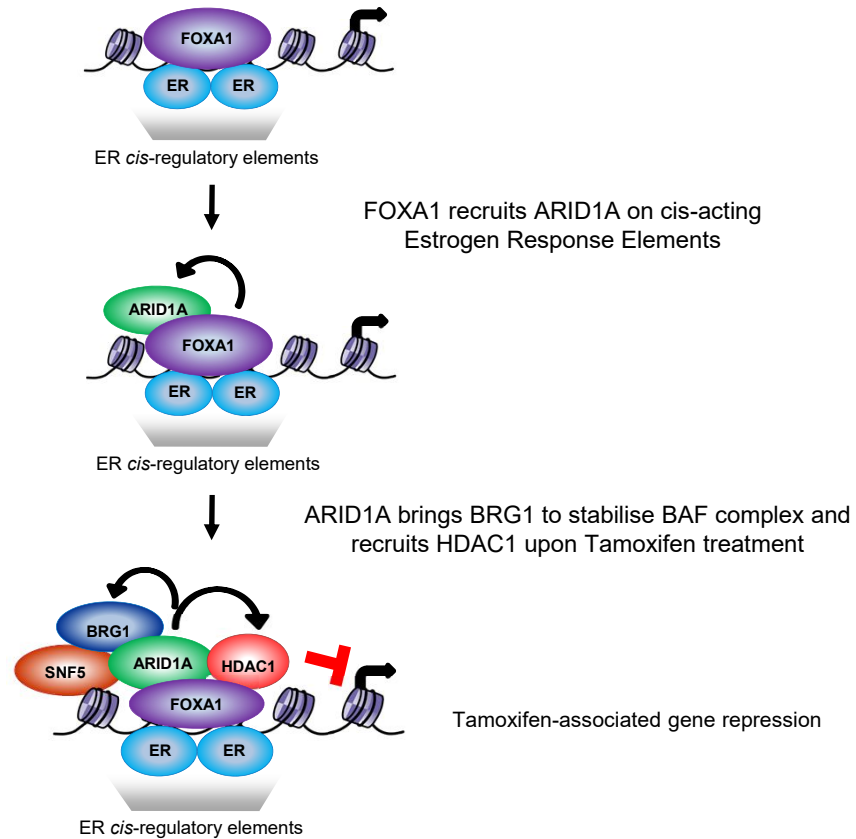 FOXA1
ER ER
ER cis-regulatory elements
FOXA1 recruits ARID1A on cis-acting
Estrogen Response Elements
ARID1A
FOXA1
ER ER
ER cis-regulatory elements
ARID1A brings BRG1 to stabilise BAF complex and
recruits HDAC1 upon Tamoxifen treatment
BRG1
SNF5 ARID1A HDAC1
FOXA1
Tamoxifen-associated gene repression
ER ER
ER cis-regulatory elements